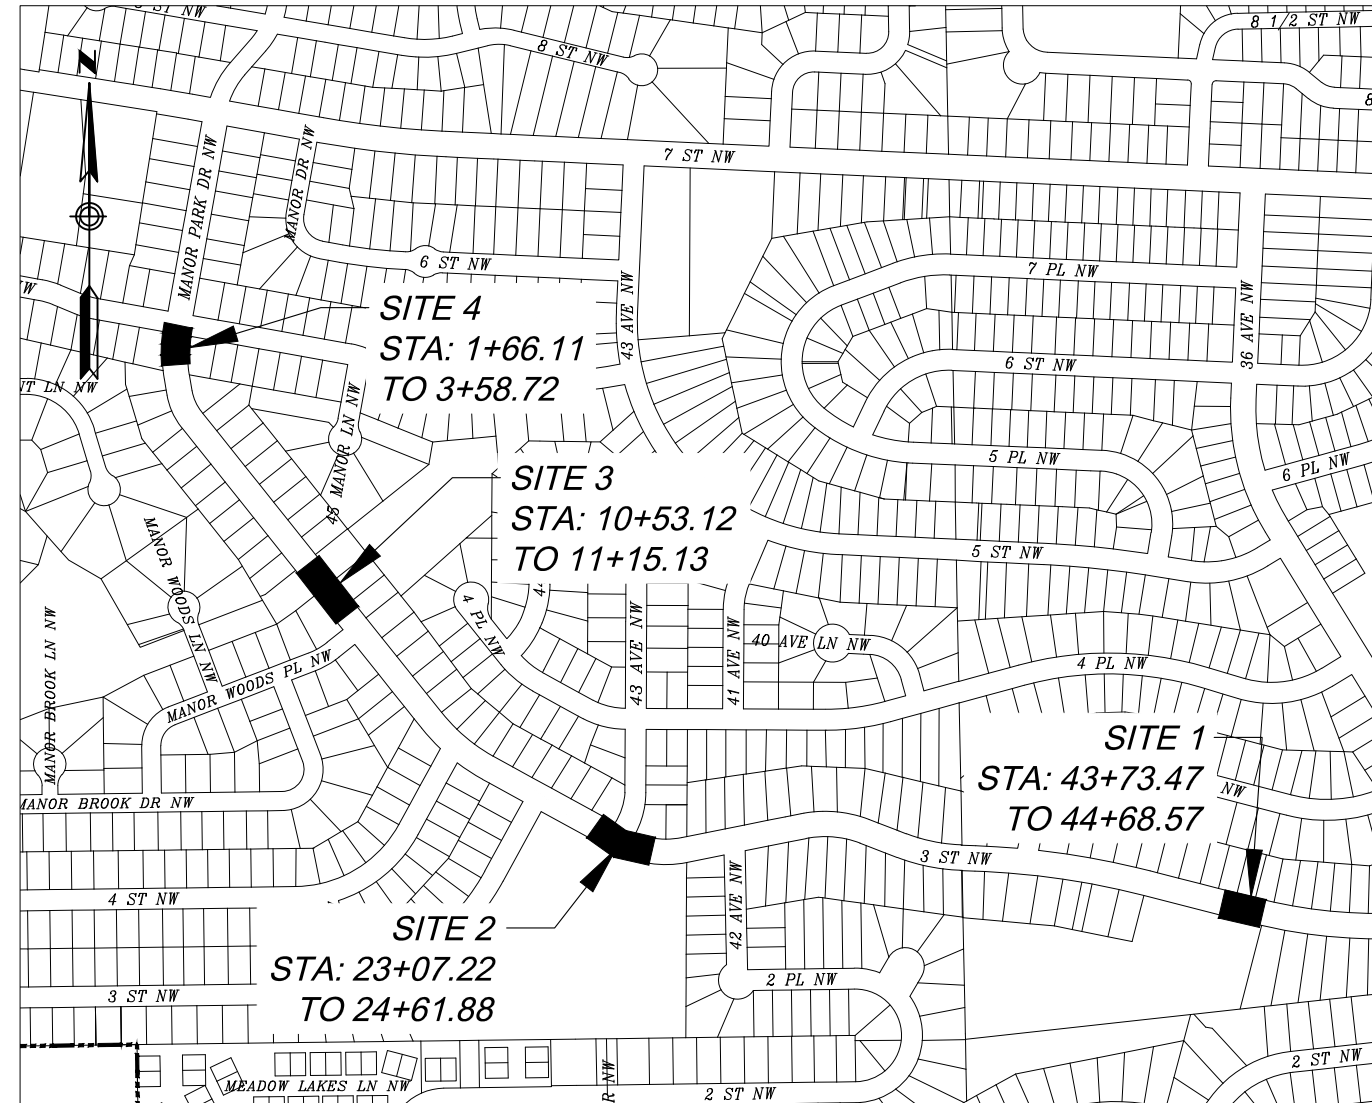 8 1/2 ST NW
8 ST NW
7 ST NW
MANOR DR NW
MANOR PARK DR NW
6 ST NW
7 PL NW
43 AVE NW
36 AVE NW
SITE 4
STA: 1+66.11
TO 3+58.72
6 ST NW
LN NW
45 MANOR LN NW
5 PL NW
6 PL NW
SITE 3
STA: 10+53.12
TO 11+15.13
5 ST NW
MANOR WOODS LN NW
4 PL NW
43 AVE NW
41 AVE NW
40 AVE LN NW
4 PL NW
MANOR BROOK LN NW
MANOR WOODS PL NW
SITE 1
STA: 43+73.47
TO 44+68.57
NW
MANOR BROOK DR NW
3 ST NW
4 ST NW
42 AVE NW
SITE 2
STA: 23+07.22
TO 24+61.88
2 PL NW
3 ST NW
2 ST NW
MEADOW LAKES LN NW
2 ST NW
N